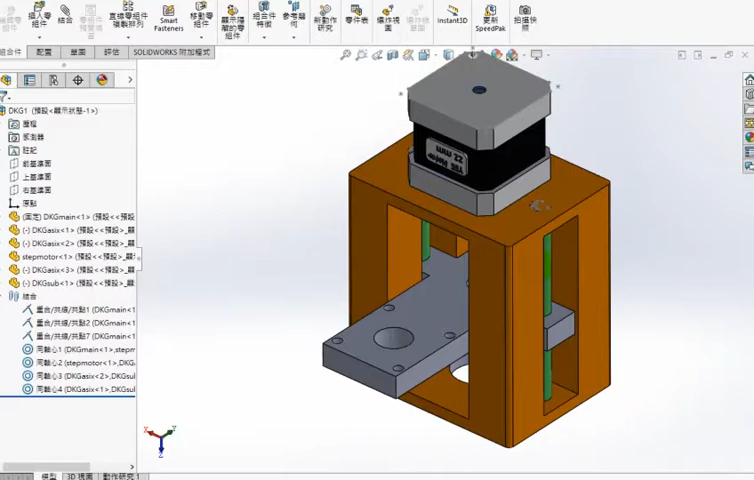 插入零組件
結合
直線零組件複製排列
Smart Fasteners
移動零組件
顯示隱藏的零組件
組合件特徵
參考幾何
新動作研究
零件表
爆炸視圖
Instant3D
更新 SpeedPak
拍攝快照
組合件
配置
草圖
評估
SOLIDWORKS 附加程式
DKG1 (預設<顯示狀態-1>)
歷程
感測器
註記
前基準面
上基準面
右基準面
原點
(固定) DKGmain<1> (預設<<預設
(-) DKGasix<1> (預設<<預設>_顯
(-) DKGasix<2> (預設<<預設>_顯
stepmotor<1> (預設<<預設>_顯
(-) DKGasix<3> (預設<<預設>_顯
(-) DKGsub<1> (預設<<預設>_顯
結合
重合/共線/共點1 (DKGmain<1
重合/共線/共點2 (DKGmain<1
重合/共線/共點7 (DKGmain<1
同軸心1 (DKGmain<1>,stepm
同軸心2 (stepmotor<1>,DKG
同軸心3 (DKGasix<2>,DKGsu
同軸心4 (DKGasix<1>,DKGsu
22 mm
X
Y
Z
模型
3D 視圖
動作研究 1